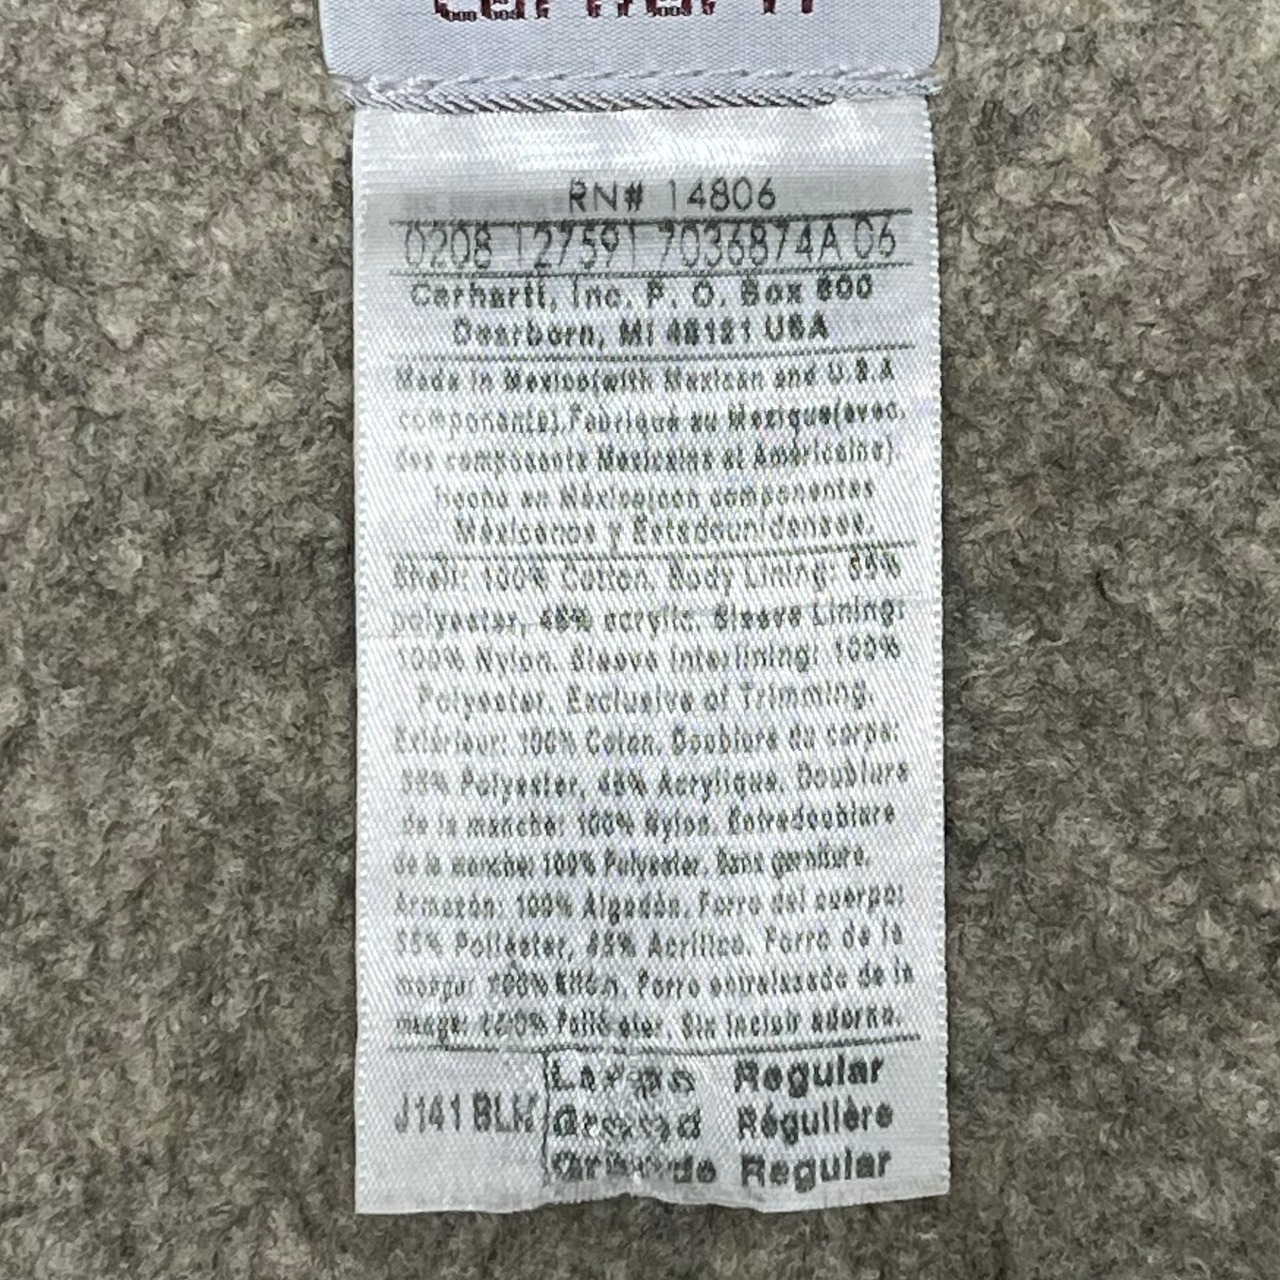 carhartt
RN# 14806
0208 127591 7036874A 06
Carhartt, Inc. P. O. Box 600
Dearborn, MI 48121 USA
Made in Mexico(with Mexican and U.S.A
components).Fabriqué au Mexique(avec
des composants Mexicains et Américains).
Hecho en México(con componentes
Mexicanos y Estadounidenses.
Shell: 100% Cotton, Body Lining: 55%
polyester, 45% acrylic. Sleeve Lining:
100% Nylon. Sleeve Interlining: 100%
Polyester. Exclusive of Trimming.
Extérieur: 100% Coton, Doublure du corps:
55% Polyester, 45% Acrylique. Doublure
de la manche: 100% Nylon. Entredoublure
de la manche: 100% Polyester. Sans garniture.
Armazón: 100% Algodón. Forro del cuerpo:
55% Poliéster, 45% Acrílico. Forro de la
manga: 100% Nilón. Forro entrelazado de la
manga: 100% Poliéster. Sin incluir adorno.
J141 BLK
Large Regular
Grand Régulière
Grande Regular